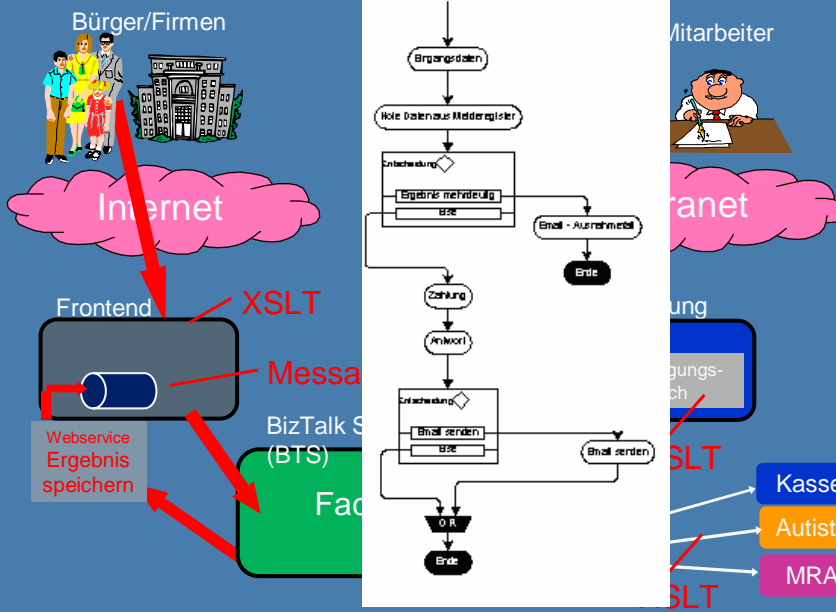 Bürger/Firmen
Mitarbeiter
Internet
ranet
Frontend
XSLT
Messa
Webservice
Ergebnis
speichern
BizTalk S
(BTS)
Fac
Eingangsdaten
Hole Daten aus Melderegister
Entscheidung
Ergebnis mehrdeutig
Else
Email - Ausnahmefall
Ende
Zahlung
Antwort
Entscheidung
Email senden
Else
Email senden
OR
Ende
ung
gungs-
ch
SLT
Kasse
Autist
MRA
SLT